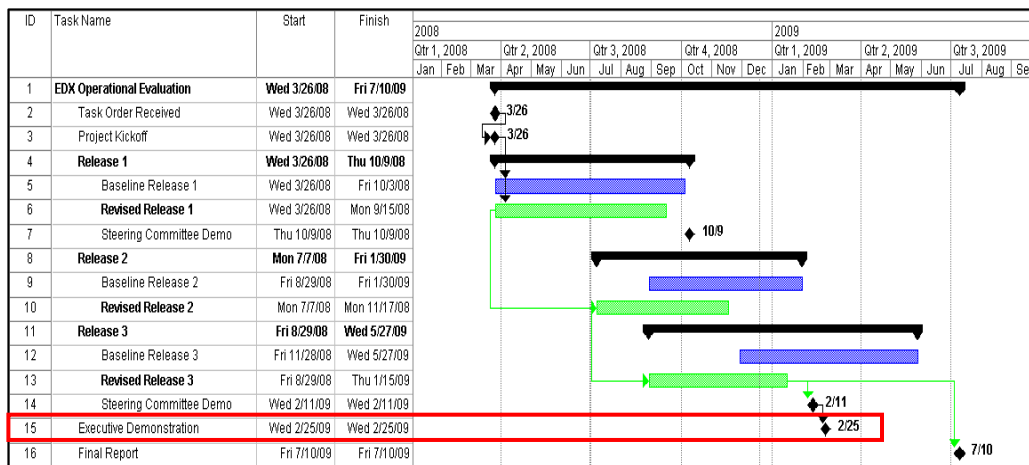 ID Task Name Start Finish
2008 2009
Qtr 1, 2008 Qtr 2, 2008 Qtr 3, 2008 Qtr 4, 2008 Qtr 1, 2009 Qtr 2, 2009 Qtr 3, 2009
Jan Feb Mar Apr May Jun Jul Aug Sep Oct Nov Dec Jan Feb Mar Apr May Jun Jul Aug Se
1 EDX Operational Evaluation Wed 3/26/08 Fri 7/10/09
2 Task Order Received Wed 3/26/08 Wed 3/26/08 3/26
3 Project Kickoff Wed 3/26/08 Wed 3/26/08 3/26
4 Release 1 Wed 3/26/08 Thu 10/9/08
5 Baseline Release 1 Wed 3/26/08 Fri 10/3/08
6 Revised Release 1 Wed 3/26/08 Mon 9/15/08
7 Steering Committee Demo Thu 10/9/08 Thu 10/9/08 10/9
8 Release 2 Mon 7/7/08 Fri 1/30/09
9 Baseline Release 2 Fri 8/29/08 Fri 1/30/09
10 Revised Release 2 Mon 7/7/08 Mon 11/17/08
11 Release 3 Fri 8/29/08 Wed 5/27/09
12 Baseline Release 3 Fri 11/28/08 Wed 5/27/09
13 Revised Release 3 Fri 8/29/08 Thu 1/15/09
14 Steering Committee Demo Wed 2/11/09 Wed 2/11/09 2/11
15 Executive Demonstration Wed 2/25/09 Wed 2/25/09 2/25
16 Final Report Fri 7/10/09 Fri 7/10/09 7/10